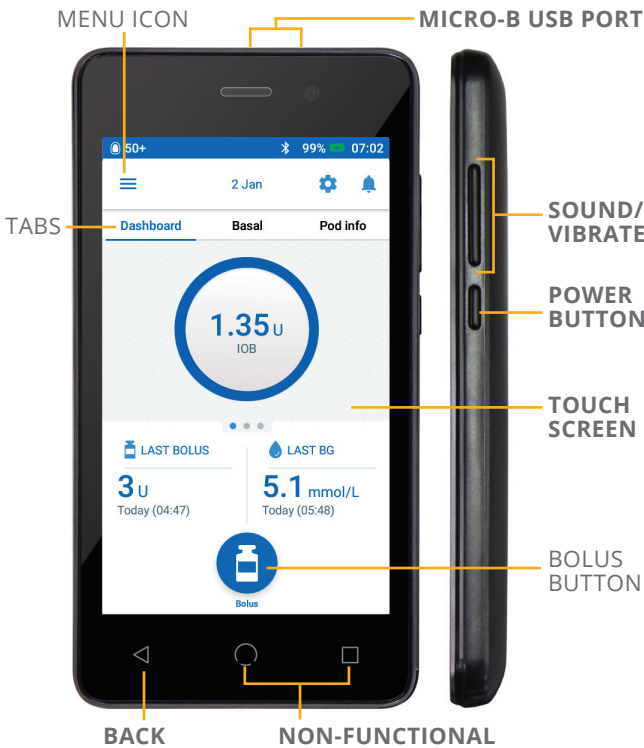 MENU ICON
MICRO-B USB PORT
50+
99%
07:02
2 Jan
TABS
Dashboard
Basal
Pod info
SOUND/
VIBRATE
1.35 U
IOB
POWER
BUTTON
TOUCH
SCREEN
LAST BOLUS
LAST BG
3 U
5.1 mmol/L
Today (04:47)
Today (05:48)
BOLUS
BUTTON
Bolus
BACK
NON-FUNCTIONAL